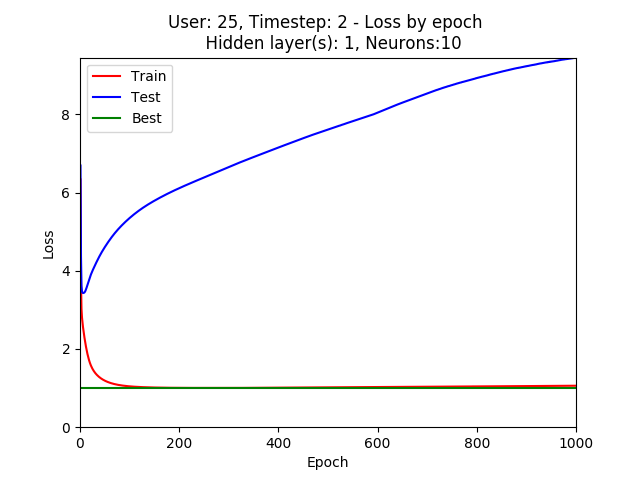 User: 25, Timestep: 2 - Loss by epoch
Hidden layer(s): 1, Neurons:10
Train
Test
Best
Loss
8
6
4
2
0
0 200 400 600 800 1000
Epoch